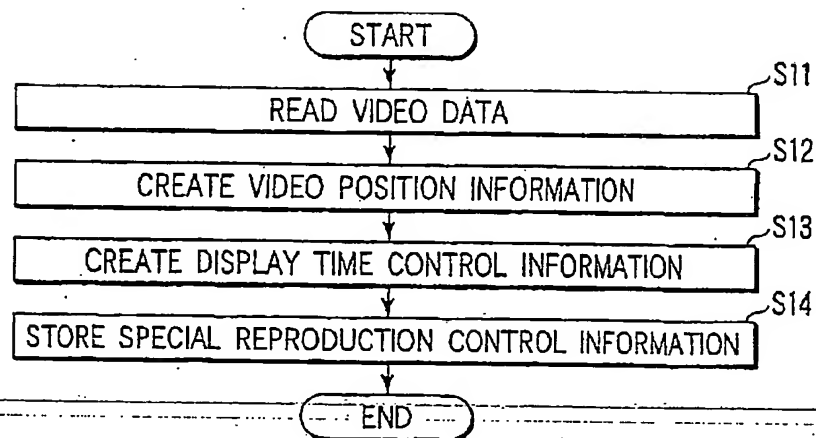 START
S11
READ VIDEO DATA
S12
CREATE VIDEO POSITION INFORMATION
S13
CREATE DISPLAY TIME CONTROL INFORMATION
S14
STORE SPECIAL REPRODUCTION CONTROL INFORMATION
END